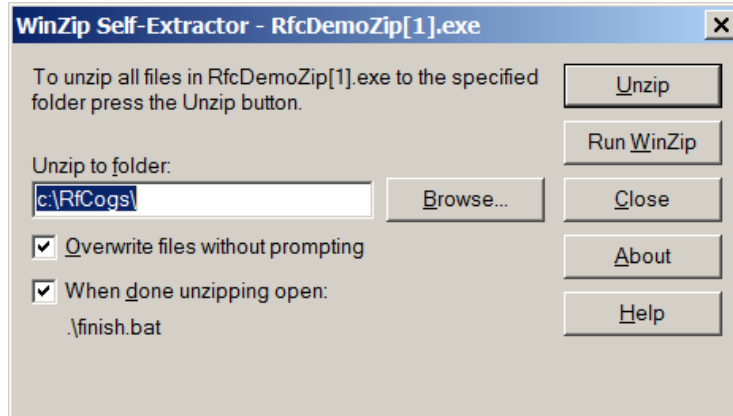 WinZip Self-Extractor - RfcDemoZip[1].exe
To unzip all files in RfcDemoZip[1].exe to the specified
folder press the Unzip button.
Unzip to folder:
c:\RfCogs\
Browse...
Overwrite files without prompting
When done unzipping open:
.\finish.bat
Unzip
Run WinZip
Close
About
Help